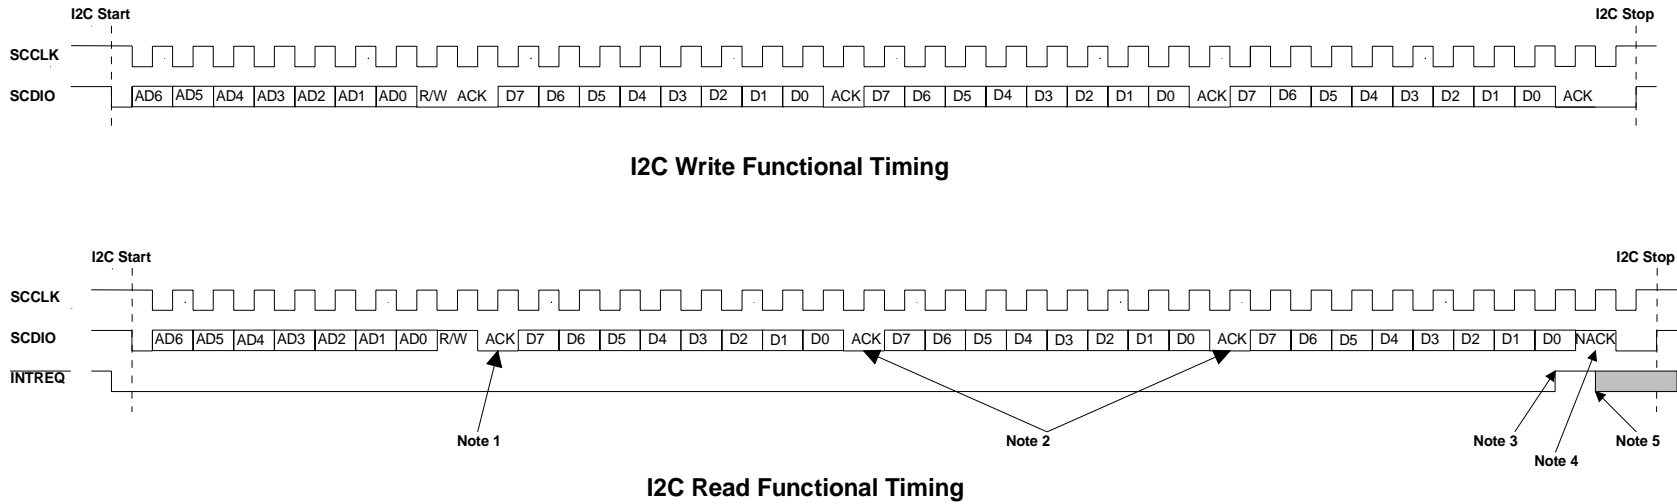 I2C Start I2C Stop
SCCLK
SCDIO AD6 AD5 AD4 AD3 AD2 AD1 AD0 R/W ACK D7 D6 D5 D4 D3 D2 D1 D0 ACK D7 D6 D5 D4 D3 D2 D1 D0 ACK D7 D6 D5 D4 D3 D2 D1 D0 ACK
I2C Write Functional Timing
I2C Start I2C Stop
SCCLK
SCDIO AD6 AD5 AD4 AD3 AD2 AD1 AD0 R/W ACK D7 D6 D5 D4 D3 D2 D1 D0 ACK D7 D6 D5 D4 D3 D2 D1 D0 ACK D7 D6 D5 D4 D3 D2 D1 D0 NACK
INTREQ
Note 1 Note 2 Note 3 Note 5
Note 4
I2C Read Functional Timing